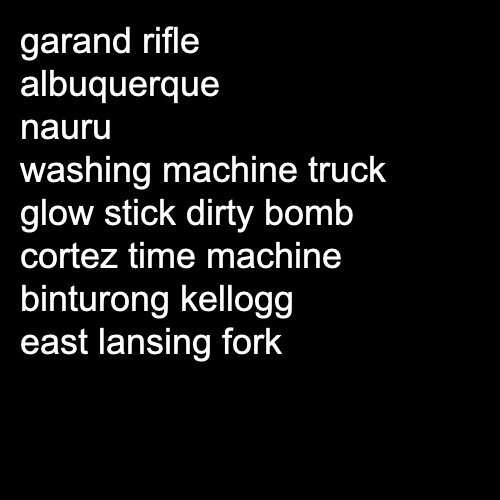 garand rifle
albuquerque
nauru
washing machine truck
glow stick dirty bomb
cortez time machine
binturong kellogg
east lansing fork